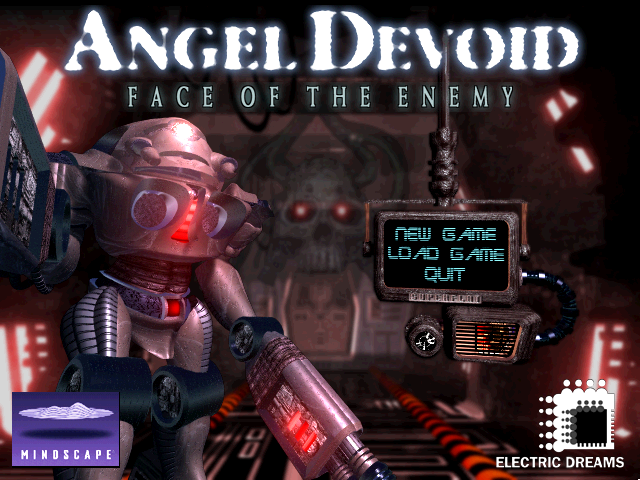 ANGEL DEVOID
FACE OF THE ENEMY
NEW GAME
LOAD GAME
QUIT
MINDSCAPE
ELECTRIC DREAMS